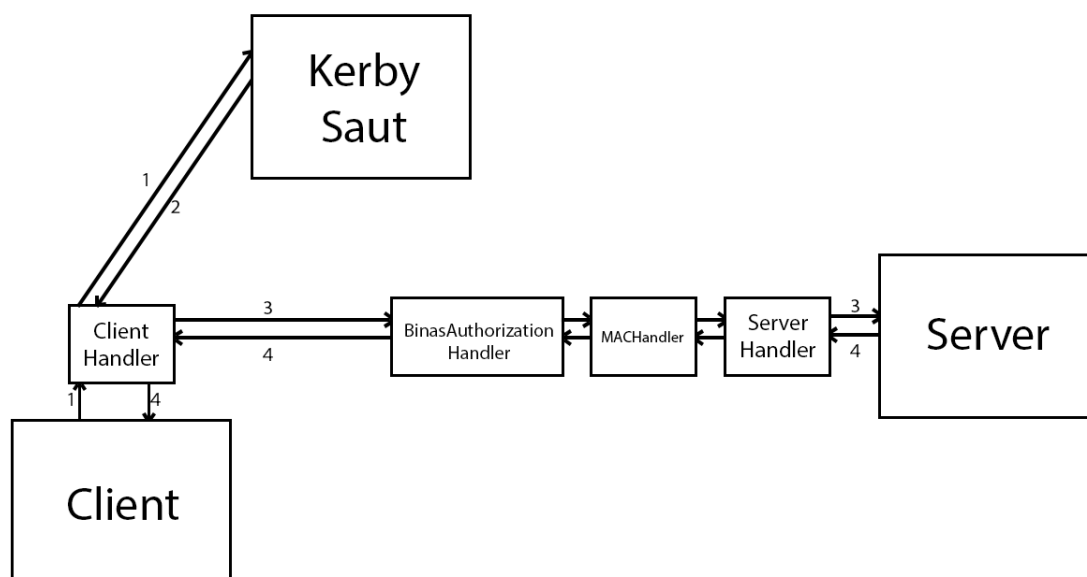 Kerby
Saut
1
2
Client
Handler
3
4
BinasAuthorization
Handler
MACHandler
Server
Handler
3
4
Server
1
4
Client